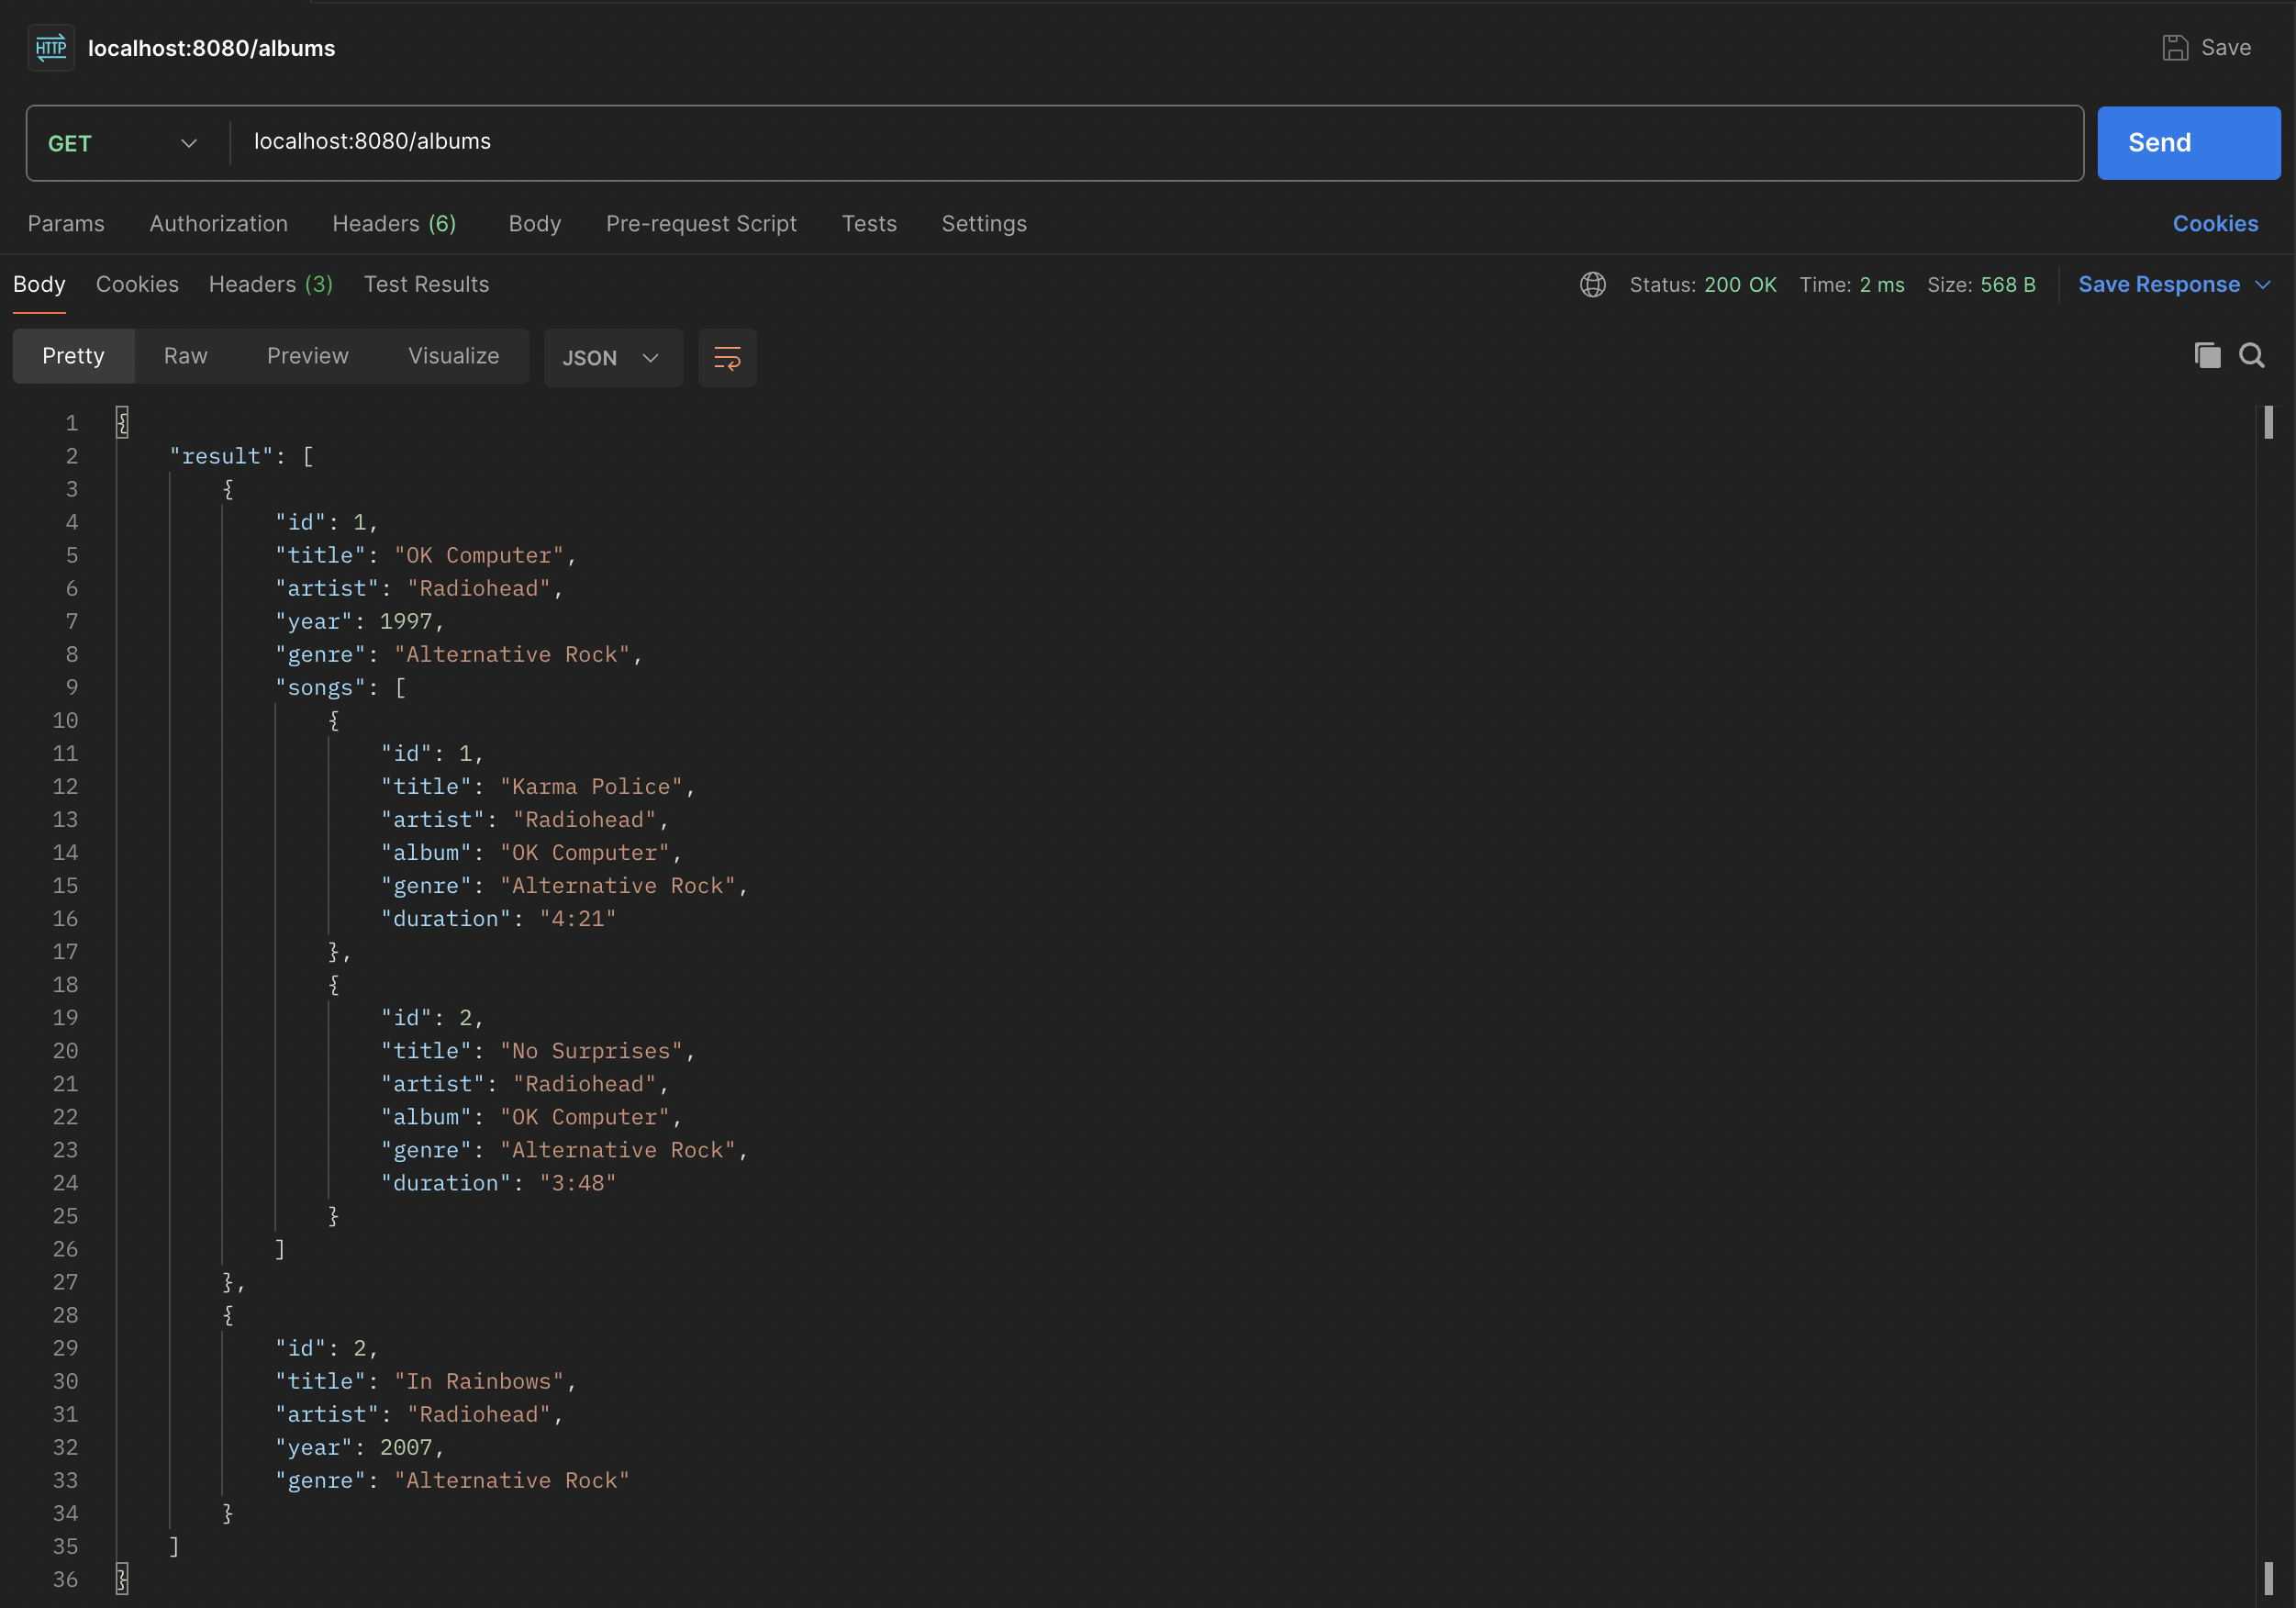 HTTP localhost:8080/albums Save
GET localhost:8080/albums Send
Params Authorization Headers (6) Body Pre-request Script Tests Settings Cookies
Body Cookies Headers (3) Test Results Status: 200 OK Time: 2 ms Size: 568 B Save Response
Pretty Raw Preview Visualize JSON
1 {
2 "result": [
3 {
4 "id": 1,
5 "title": "OK Computer",
6 "artist": "Radiohead",
7 "year": 1997,
8 "genre": "Alternative Rock",
9 "songs": [
10 {
11 "id": 1,
12 "title": "Karma Police",
13 "artist": "Radiohead",
14 "album": "OK Computer",
15 "genre": "Alternative Rock",
16 "duration": "4:21"
17 },
18 {
19 "id": 2,
20 "title": "No Surprises",
21 "artist": "Radiohead",
22 "album": "OK Computer",
23 "genre": "Alternative Rock",
24 "duration": "3:48"
25 }
26 ]
27 },
28 {
29 "id": 2,
30 "title": "In Rainbows",
31 "artist": "Radiohead",
32 "year": 2007,
33 "genre": "Alternative Rock"
34 }
35 ]
36 }